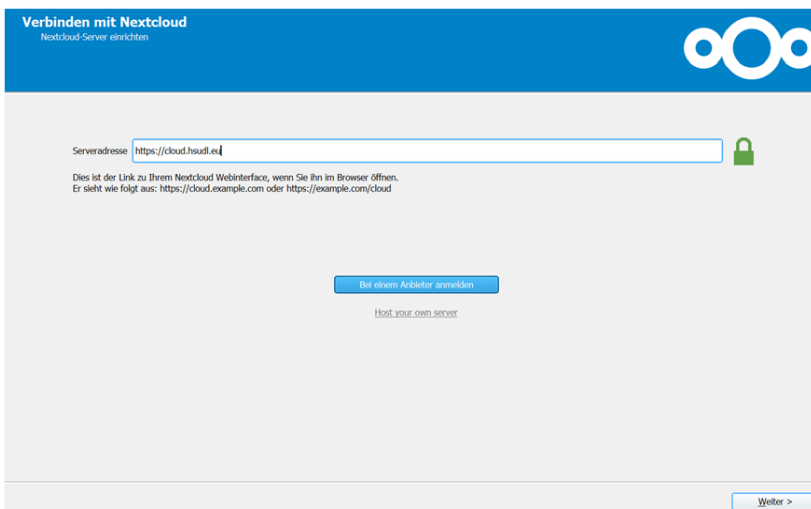 Verbinden mit Nextcloud
Nextcloud-Server einrichten
Serveradresse https://cloud.hsudl.eu
Dies ist der Link zu Ihrem Nextcloud Webinterface, wenn Sie ihn im Browser öffnen.
Er sieht wie folgt aus: https://cloud.example.com oder https://example.com/cloud
Bei einem Anbieter anmelden
Host your own server
Weiter >